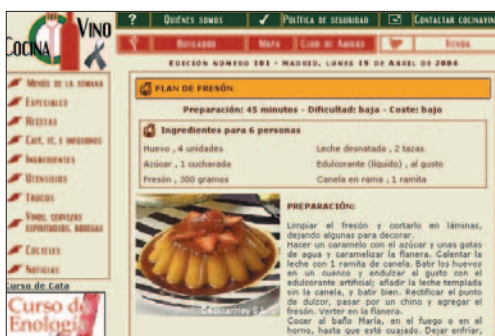 COCINA VINO
? QUIÉNES SOMOS ✓ POLÍTICA DE SEGURIDAD CONTACTAR COCINAVIN
BUSCADOR MAPA CLUB DE AMIGOS TIENDA
EDICION NÚMERO 101 - MADRID, LUNES 19 DE ABRIL DE 2004
MENÚS DE LA SEMANA
ESPECIALES
RECETAS
CAFÉ, TÉ, E INFUSIONES
INGREDIENTES
UTENSILIOS
TRUCOS
VINOS, CERVEZAS
ESPIRITUOSOS, BODEGAS
CÓCTELES
NOTICIAS
Curso de Cata
Curso de
Enología
PLAN DE FRESÓN
Preparación: 45 minutos - Dificultad: baja - Coste: bajo
Ingredientes para 6 personas
Huevo , 4 unidades Leche desnatada , 2 tazas
Azúcar , 1 cucharada Edulcorante (líquido) , al gusto
Fresón , 300 gramos Canela en rama , 1 ramita
PREPARACIÓN:
Limpiar el fresón y cortarlo en láminas,
dejando algunas para decorar.
Hacer un caramelo con el azúcar y unas gotas
de agua y caramelizar la flanera. Calentar la
leche con 1 ramita de canela. Batir los huevos
en un cuenco y endulzar al gusto con el
edulcorante artificial; añadir la leche templada
sin la canela, y batir bien. Rectificar el punto
de dulzor, pasar por un chino y agregar el
fresón. Verter en la flanera.
Cocer al baño María, en el fuego o en el
horno, hasta que esté cuajado. Dejar enfriar,